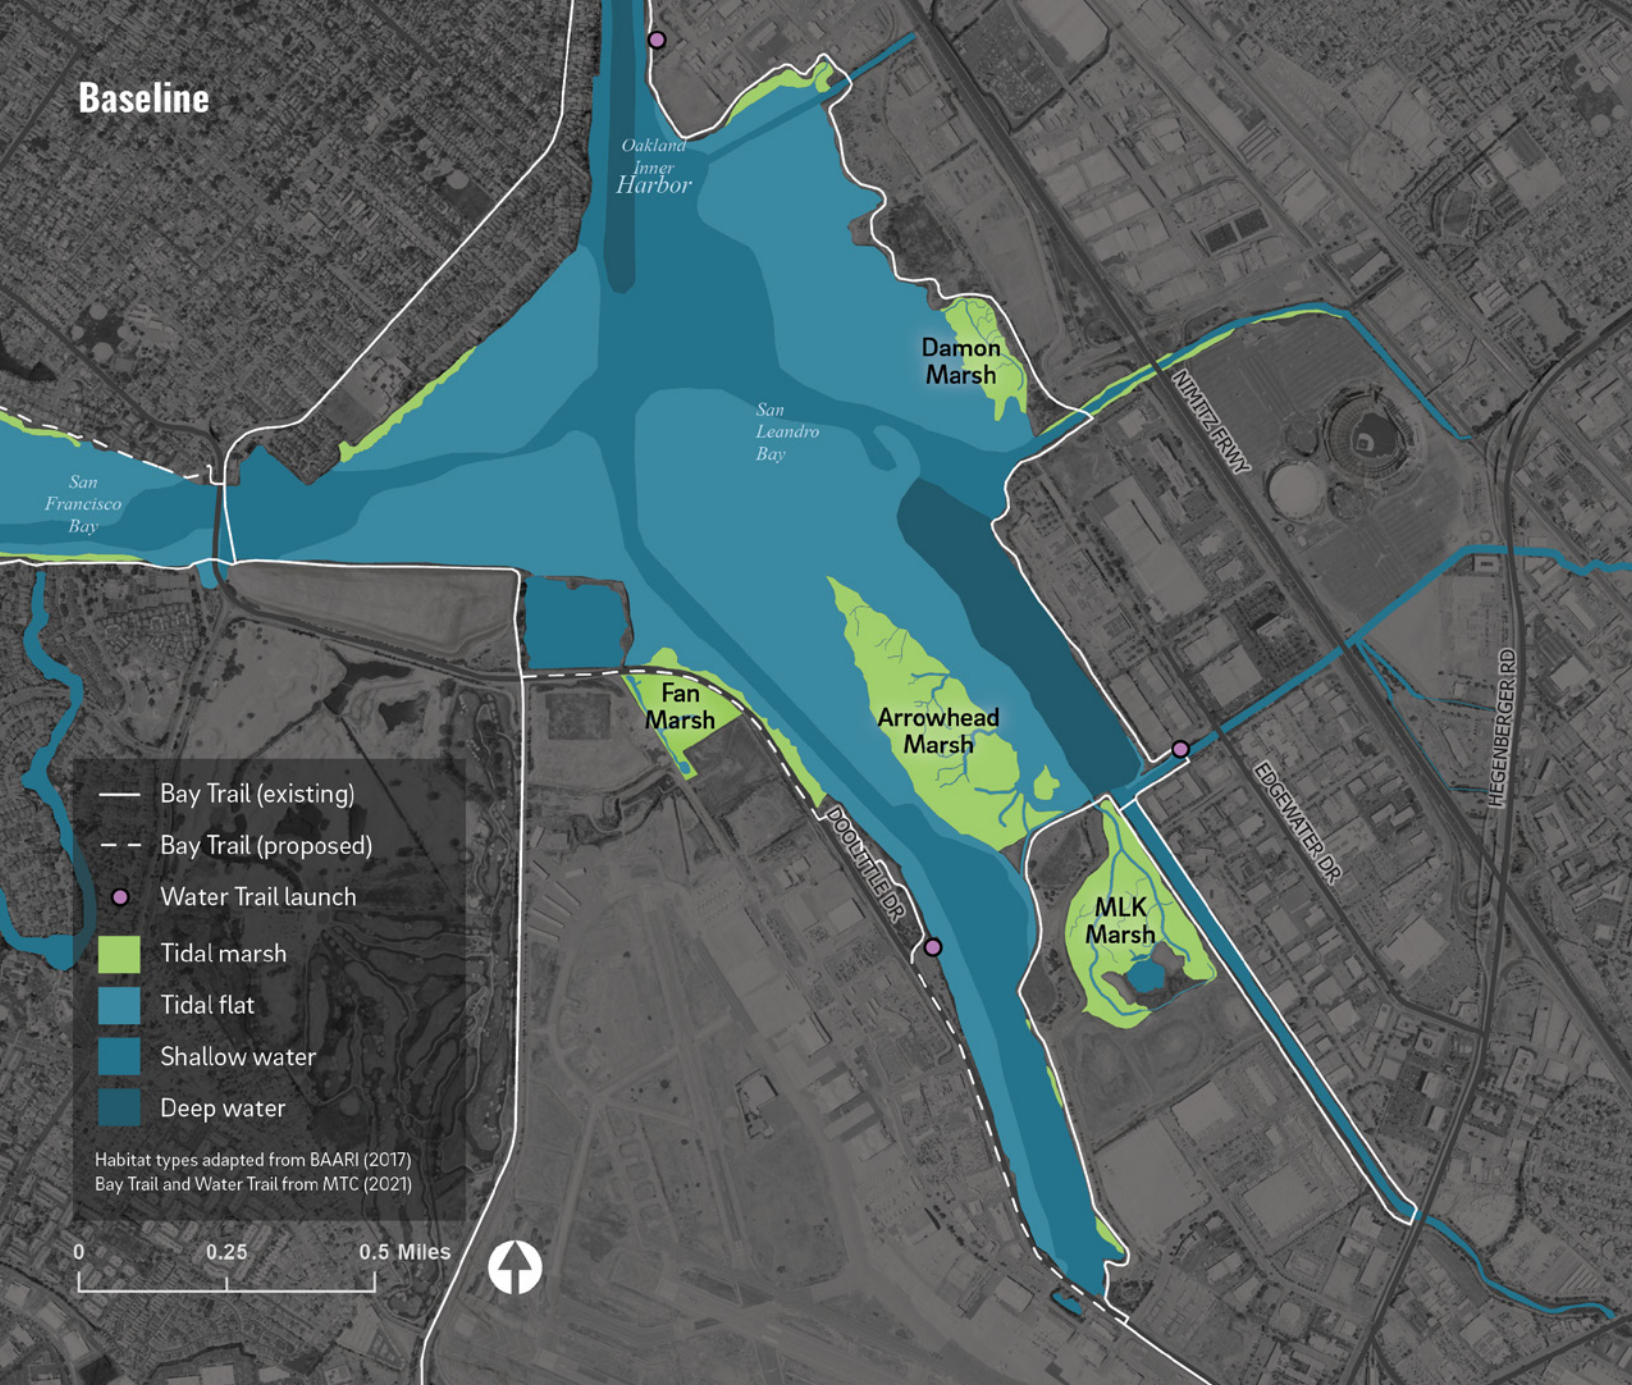 Baseline
Oakland
Inner
Harbor
Damon
Marsh
NIMITZ FRWY
San
Leandro
Bay
San
Francisco
Bay
Fan
Marsh
Arrowhead
Marsh
HEGENBERGER RD
EDGEWATER DR
DOOLITTLE DR
MLK
Marsh
Bay Trail (existing)
Bay Trail (proposed)
Water Trail launch
Tidal marsh
Tidal flat
Shallow water
Deep water
Habitat types adapted from BAARI (2017)
Bay Trail and Water Trail from MTC (2021)
0 0.25 0.5 Miles